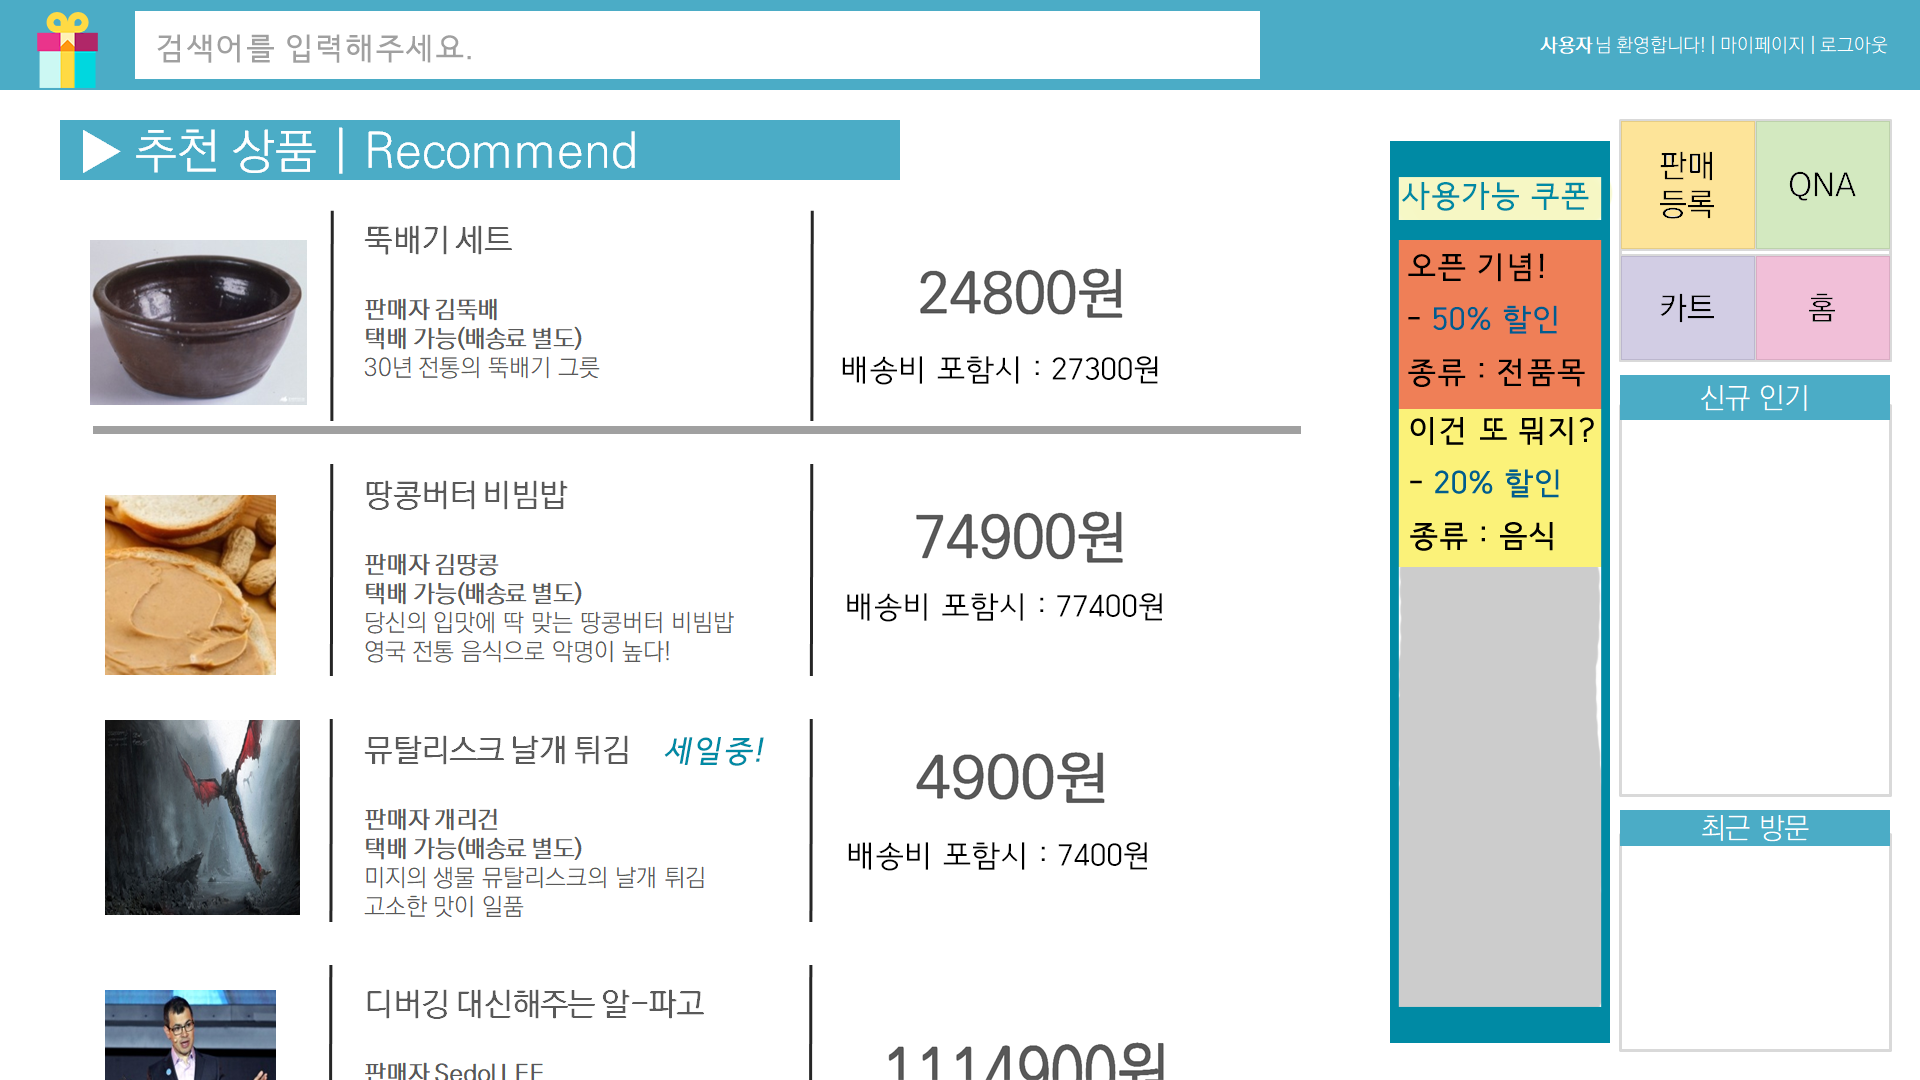 검색어를 입력해주세요.
사용자 님 환영합니다! | 마이페이지 | 로그아웃
▶ 추천 상품 | Recommend
뚝배기 세트
판매자 김뚝배
택배 가능(배송료 별도)
30년 전통의 뚝배기 그릇
24800원
배송비 포함시 : 27300원
땅콩버터 비빔밥
판매자 김땅콩
택배 가능(배송료 별도)
당신의 입맛에 딱 맞는 땅콩버터 비빔밥
영국 전통 음식으로 악명이 높다!
74900원
배송비 포함시 : 77400원
뮤탈리스크 날개 튀김 세일중!
판매자 개리건
택배 가능(배송료 별도)
미지의 생물 뮤탈리스크의 날개 튀김
고소한 맛이 일품
4900원
배송비 포함시 : 7400원
디버깅 대신해주는 알-파고
판매자 Sedol LEE
1114900원
사용가능 쿠폰
오픈 기념!
- 50% 할인
종류 : 전품목
이건 또 뭐지?
- 20% 할인
종류 : 음식
판매
등록
QNA
카트
홈
신규 인기
최근 방문